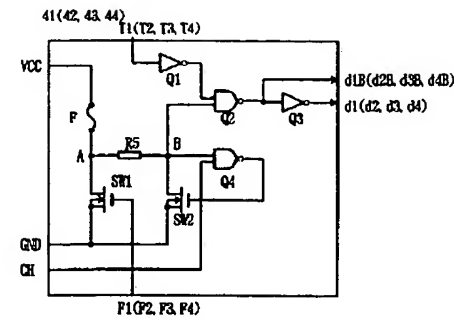 41(42, 43, 44)
T1(T2, T3, T4)
VCC
Q1
d1B(d2B, d3B, d4B)
F
Q2
Q3
d1(d2, d3, d4)
A
R5
B
Q4
SW1
SW2
GND
CH
F1(F2, F3, F4)